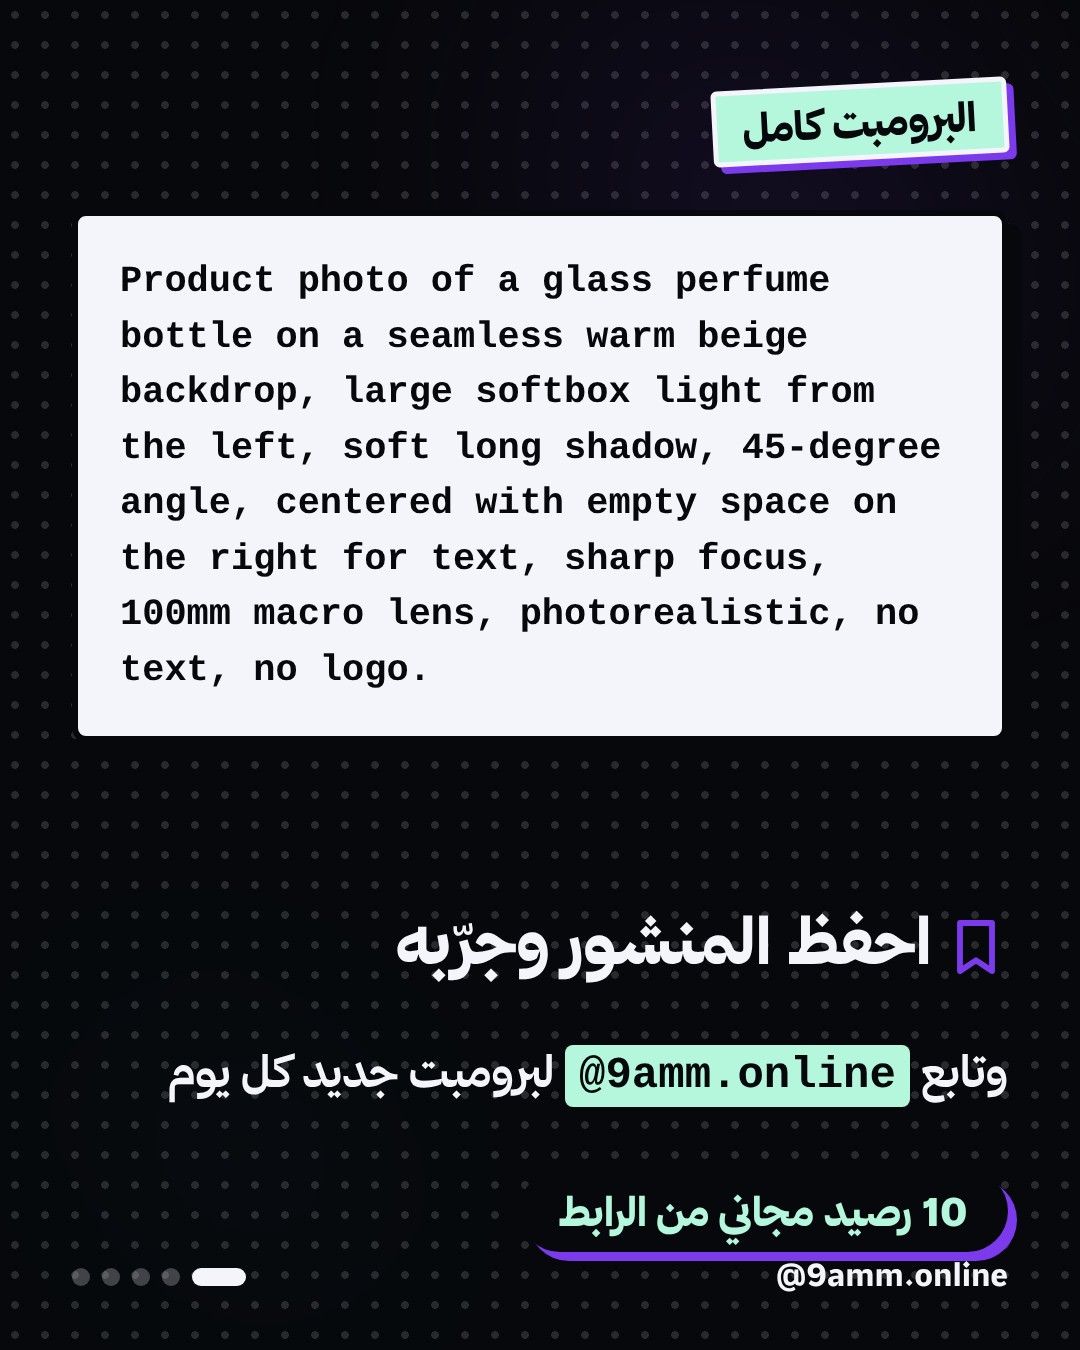 البرومبت كامل
Product photo of a glass perfume
bottle on a seamless warm beige
backdrop, large softbox light from
the left, soft long shadow, 45-degree
angle, centered with empty space on
the right for text, sharp focus,
100mm macro lens, photorealistic, no
text, no logo.
احفظ المنشور وجرّبه
وتابع @9amm.online لبرومبت جديد كل يوم
10 رصيد مجاني من الرابط
@9amm.online